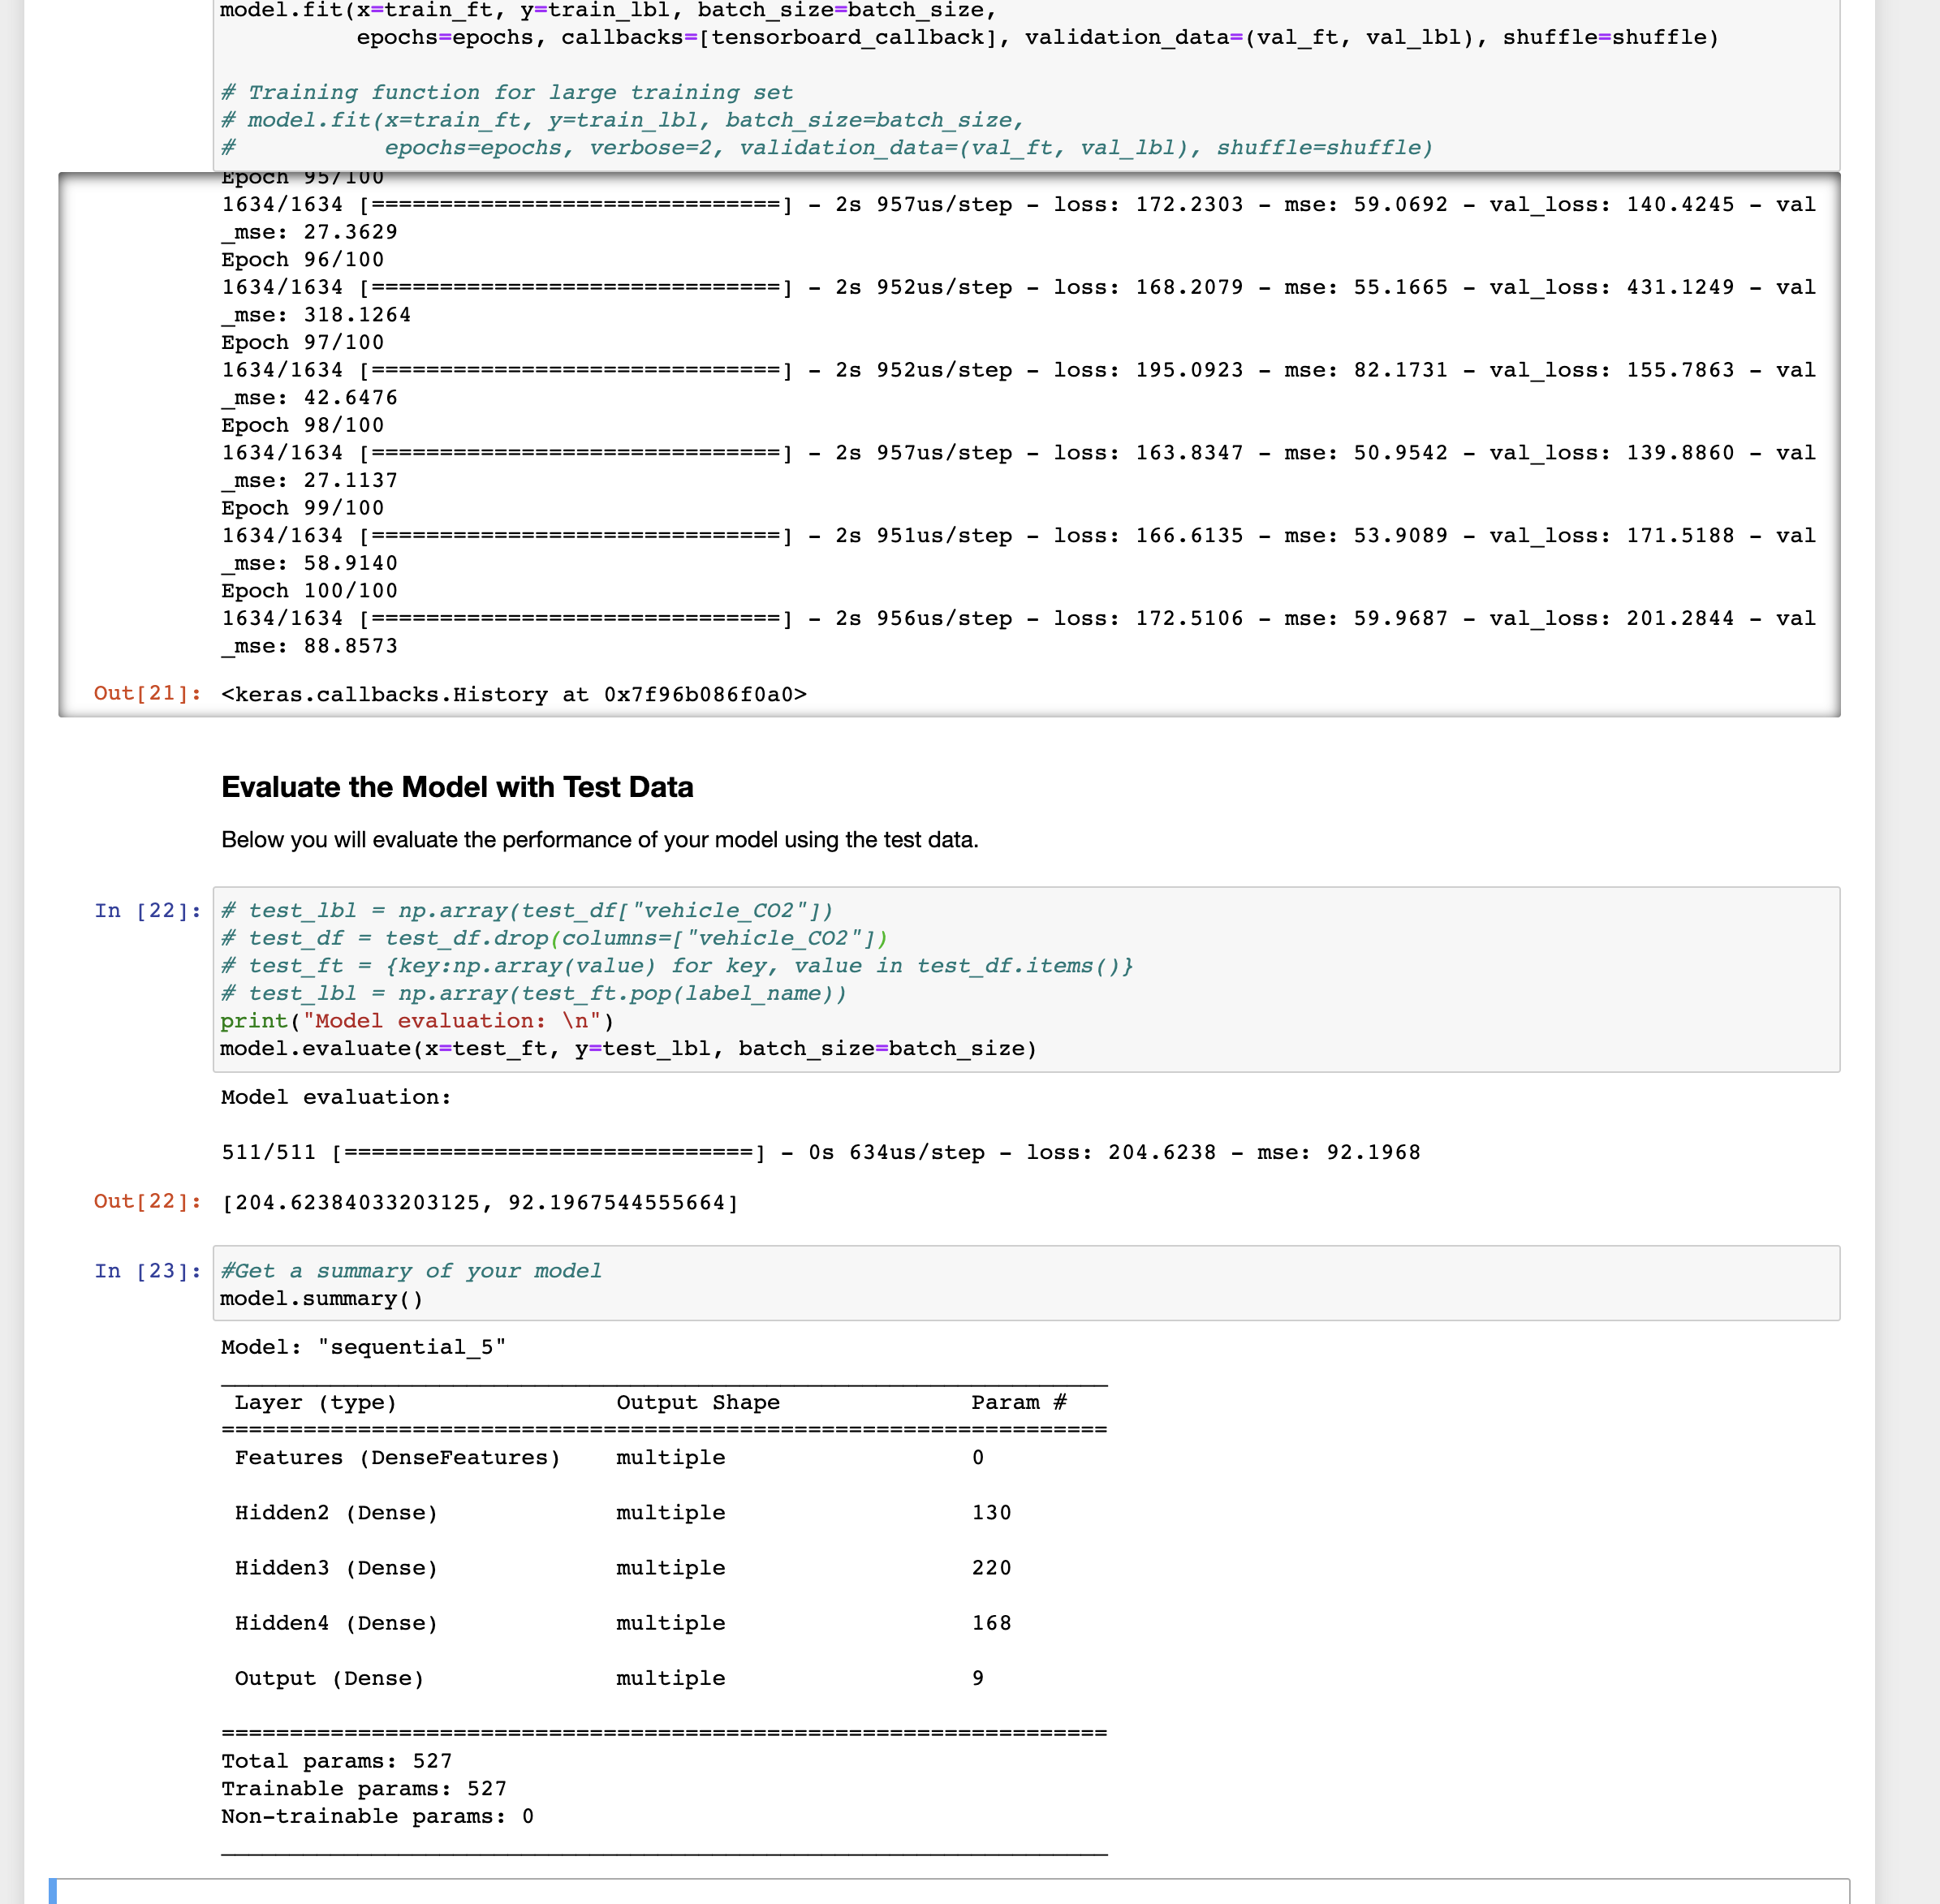 model.fit(x=train_ft, y=train_lbl, batch_size=batch_size,
          epochs=epochs, callbacks=[tensorboard_callback], validation_data=(val_ft, val_lbl), shuffle=shuffle)
# Training function for large training set
# model.fit(x=train_ft, y=train_lbl, batch_size=batch_size,
#           epochs=epochs, verbose=2, validation_data=(val_ft, val_lbl), shuffle=shuffle)
Epoch 95/100
1634/1634 [==============================] - 2s 957us/step - loss: 172.2303 - mse: 59.0692 - val_loss: 140.4245 - val
_mse: 27.3629
Epoch 96/100
1634/1634 [==============================] - 2s 952us/step - loss: 168.2079 - mse: 55.1665 - val_loss: 431.1249 - val
_mse: 318.1264
Epoch 97/100
1634/1634 [==============================] - 2s 952us/step - loss: 195.0923 - mse: 82.1731 - val_loss: 155.7863 - val
_mse: 42.6476
Epoch 98/100
1634/1634 [==============================] - 2s 957us/step - loss: 163.8347 - mse: 50.9542 - val_loss: 139.8860 - val
_mse: 27.1137
Epoch 99/100
1634/1634 [==============================] - 2s 951us/step - loss: 166.6135 - mse: 53.9089 - val_loss: 171.5188 - val
_mse: 58.9140
Epoch 100/100
1634/1634 [==============================] - 2s 956us/step - loss: 172.5106 - mse: 59.9687 - val_loss: 201.2844 - val
_mse: 88.8573
Out[21]: <keras.callbacks.History at 0x7f96b086f0a0>
Evaluate the Model with Test Data
Below you will evaluate the performance of your model using the test data.
In [22]: # test_lbl = np.array(test_df["vehicle_CO2"])
# test_df = test_df.drop(columns=["vehicle_CO2"])
# test_ft = {key:np.array(value) for key, value in test_df.items()}
# test_lbl = np.array(test_ft.pop(label_name))
print("Model evaluation: \n")
model.evaluate(x=test_ft, y=test_lbl, batch_size=batch_size)
Model evaluation:
511/511 [==============================] - 0s 634us/step - loss: 204.6238 - mse: 92.1968
Out[22]: [204.62384033203125, 92.1967544555664]
In [23]: #Get a summary of your model
model.summary()
Model: "sequential_5"
_________________________________________________________________
Layer (type)                Output Shape              Param #
=================================================================
Features (DenseFeatures)    multiple                  0
Hidden2 (Dense)             multiple                  130
Hidden3 (Dense)             multiple                  220
Hidden4 (Dense)             multiple                  168
Output (Dense)              multiple                  9
=================================================================
Total params: 527
Trainable params: 527
Non-trainable params: 0
_________________________________________________________________